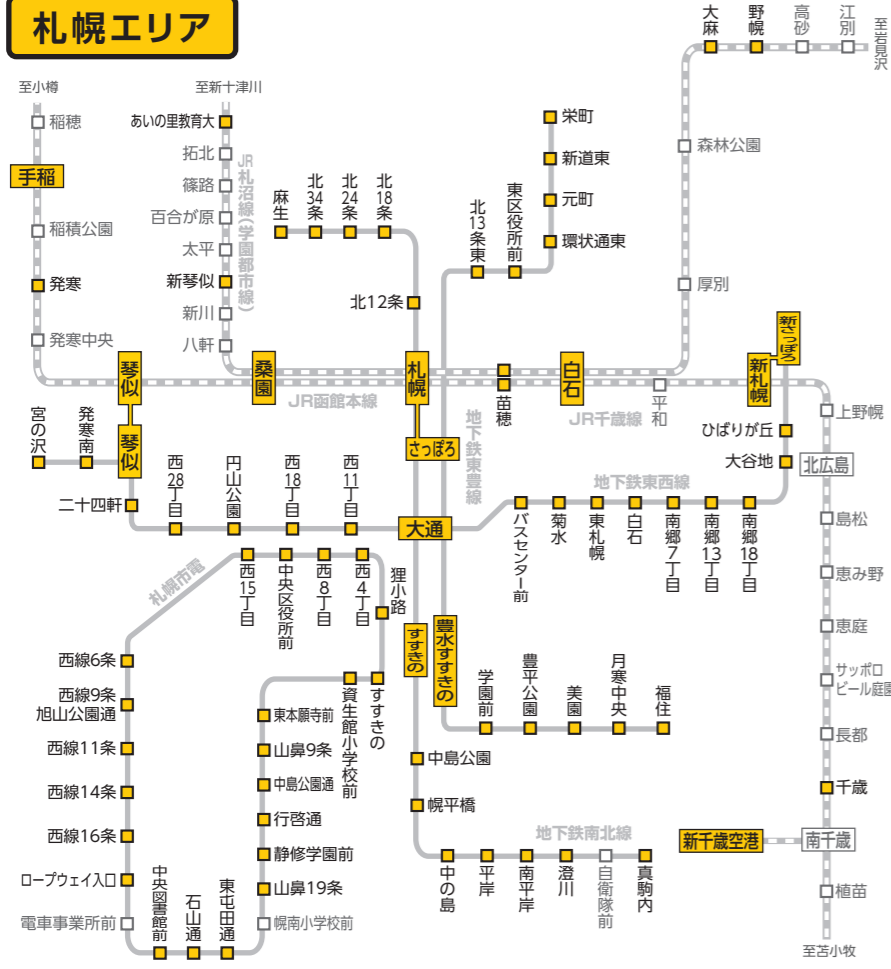 札幌エリア
至小樽
稲穂
手稲
稲積公園
発寒
発寒中央
琴似
琴似
宮の沢
発寒南
二十四軒
至新十津川
あいの里教育大
拓北
篠路
百合が原
太平
新琴似
新川
八軒
JR札沼線(学園都市線)
桑園
JR函館本線
麻生
北34条
北24条
北18条
北12条
札幌
さっぽろ
北13条東
東区役所前
栄町
新道東
元町
環状通東
地下鉄東豊線
苗穂
白石
JR千歳線
平和
大麻
野幌
高砂
江別
至岩見沢
森林公園
厚別
新さっぽろ
新札幌
ひばりが丘
大谷地
上野幌
北広島
島松
恵み野
恵庭
サッポロ
ビール庭園
長都
千歳
新千歳空港
南千歳
植苗
至苫小牧
西28丁目
円山公園
西18丁目
西11丁目
大通
バスセンター前
菊水
東札幌
白石
南郷7丁目
南郷13丁目
南郷18丁目
地下鉄東西線
札幌市電
西15丁目
中央区役所前
西8丁目
西4丁目
狸小路
すすきの
資生館小学校前
東本願寺前
山鼻9条
中島公園通
行啓通
静修学園前
山鼻19条
幌南小学校前
東屯田通
石山通
中央図書館前
電車事業所前
ロープウェイ入口
西線16条
西線14条
西線11条
西線9条
旭山公園通
西線6条
すすきの
豊水すすきの
学園前
豊平公園
美園
月寒中央
福住
中島公園
幌平橋
地下鉄南北線
中の島
平岸
南平岸
澄川
自衛隊前
真駒内